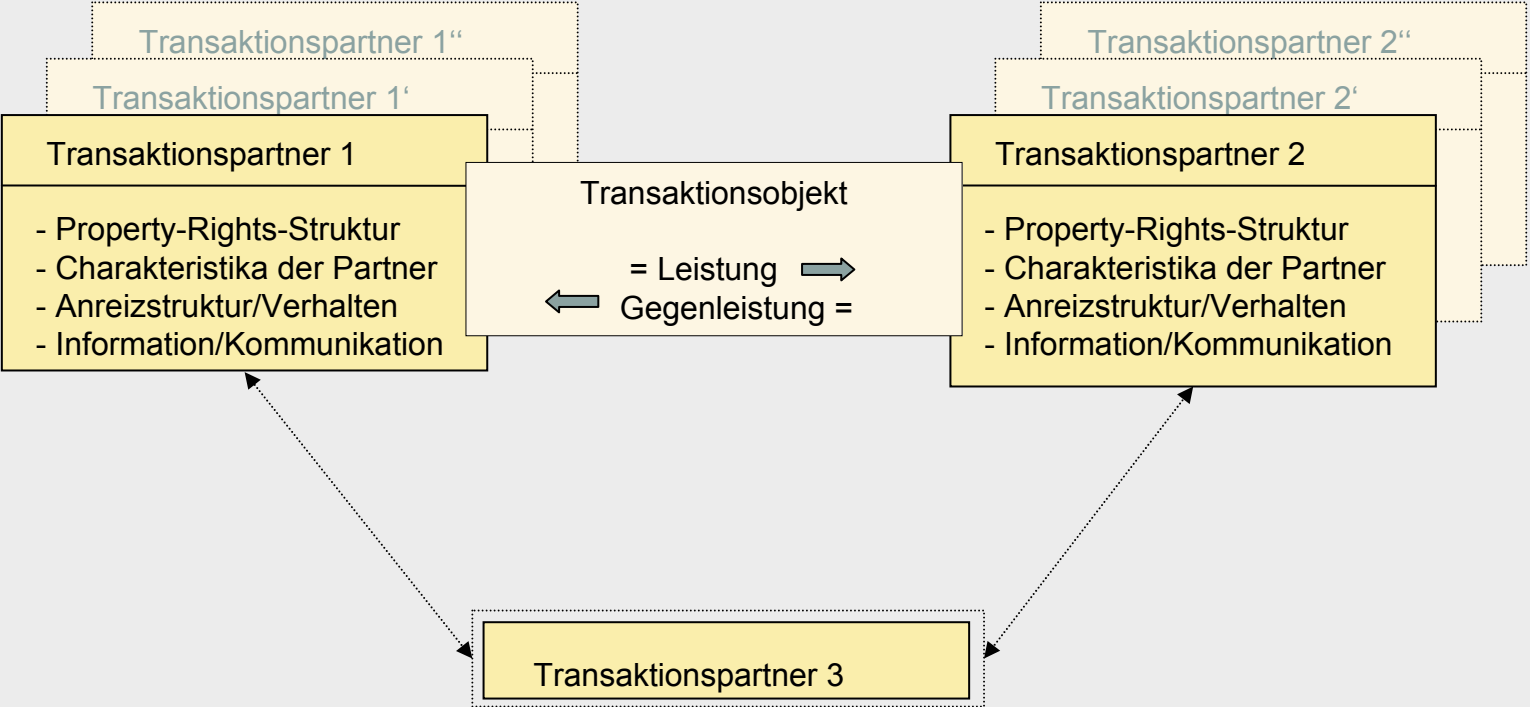 Transaktionspartner 1“
Transaktionspartner 1‘
Transaktionspartner 1
- Property-Rights-Struktur
- Charakteristika der Partner
- Anreizstruktur/Verhalten
- Information/Kommunikation
Transaktionsobjekt
= Leistung
Gegenleistung =
Transaktionspartner 2“
Transaktionspartner 2‘
Transaktionspartner 2
- Property-Rights-Struktur
- Charakteristika der Partner
- Anreizstruktur/Verhalten
- Information/Kommunikation
Transaktionspartner 3